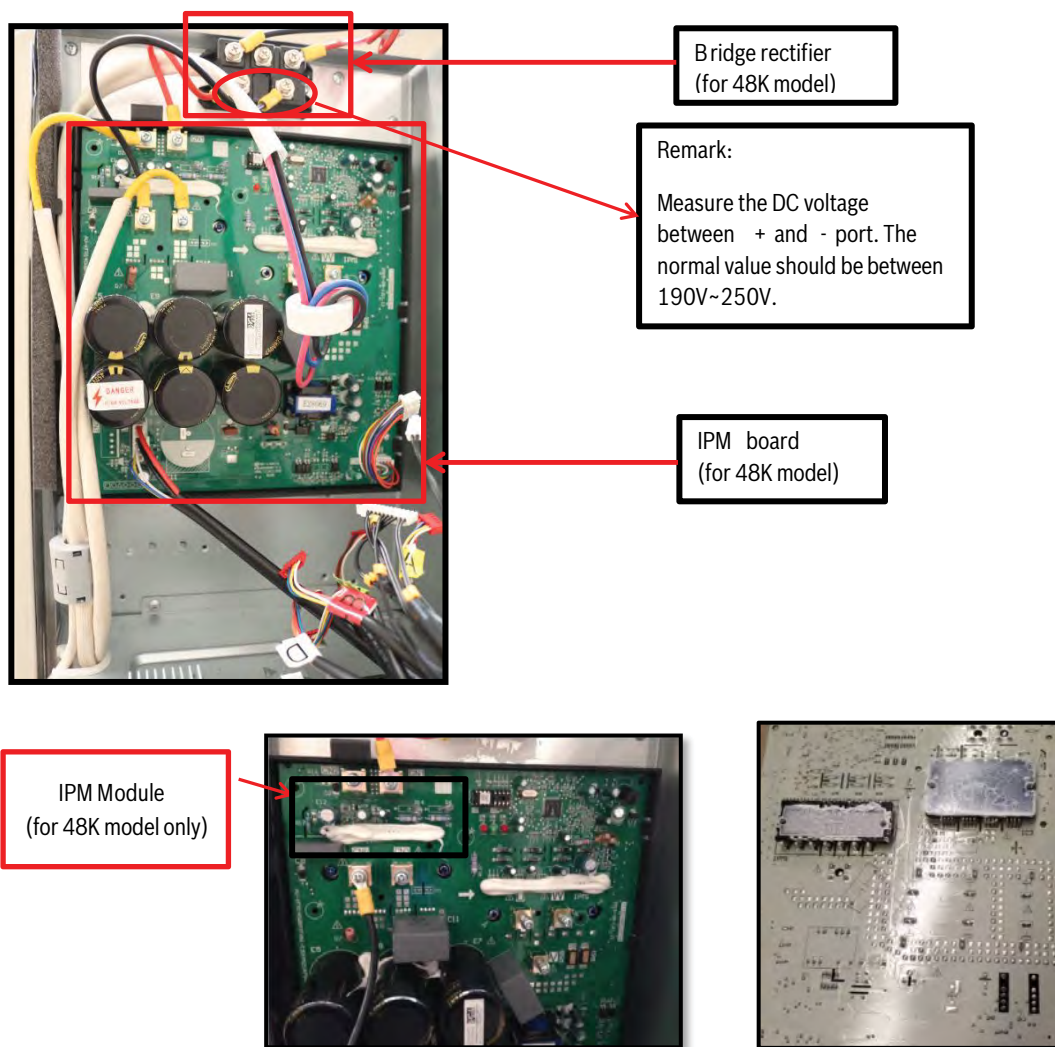 Bridge rectifier
(for 48K model)
Remark:
Measure the DC voltage
between + and - port. The
normal value should be between
190V~250V.
DANGER
IPM board
(for 48K model)
IPM Module
(for 48K model only)
C11